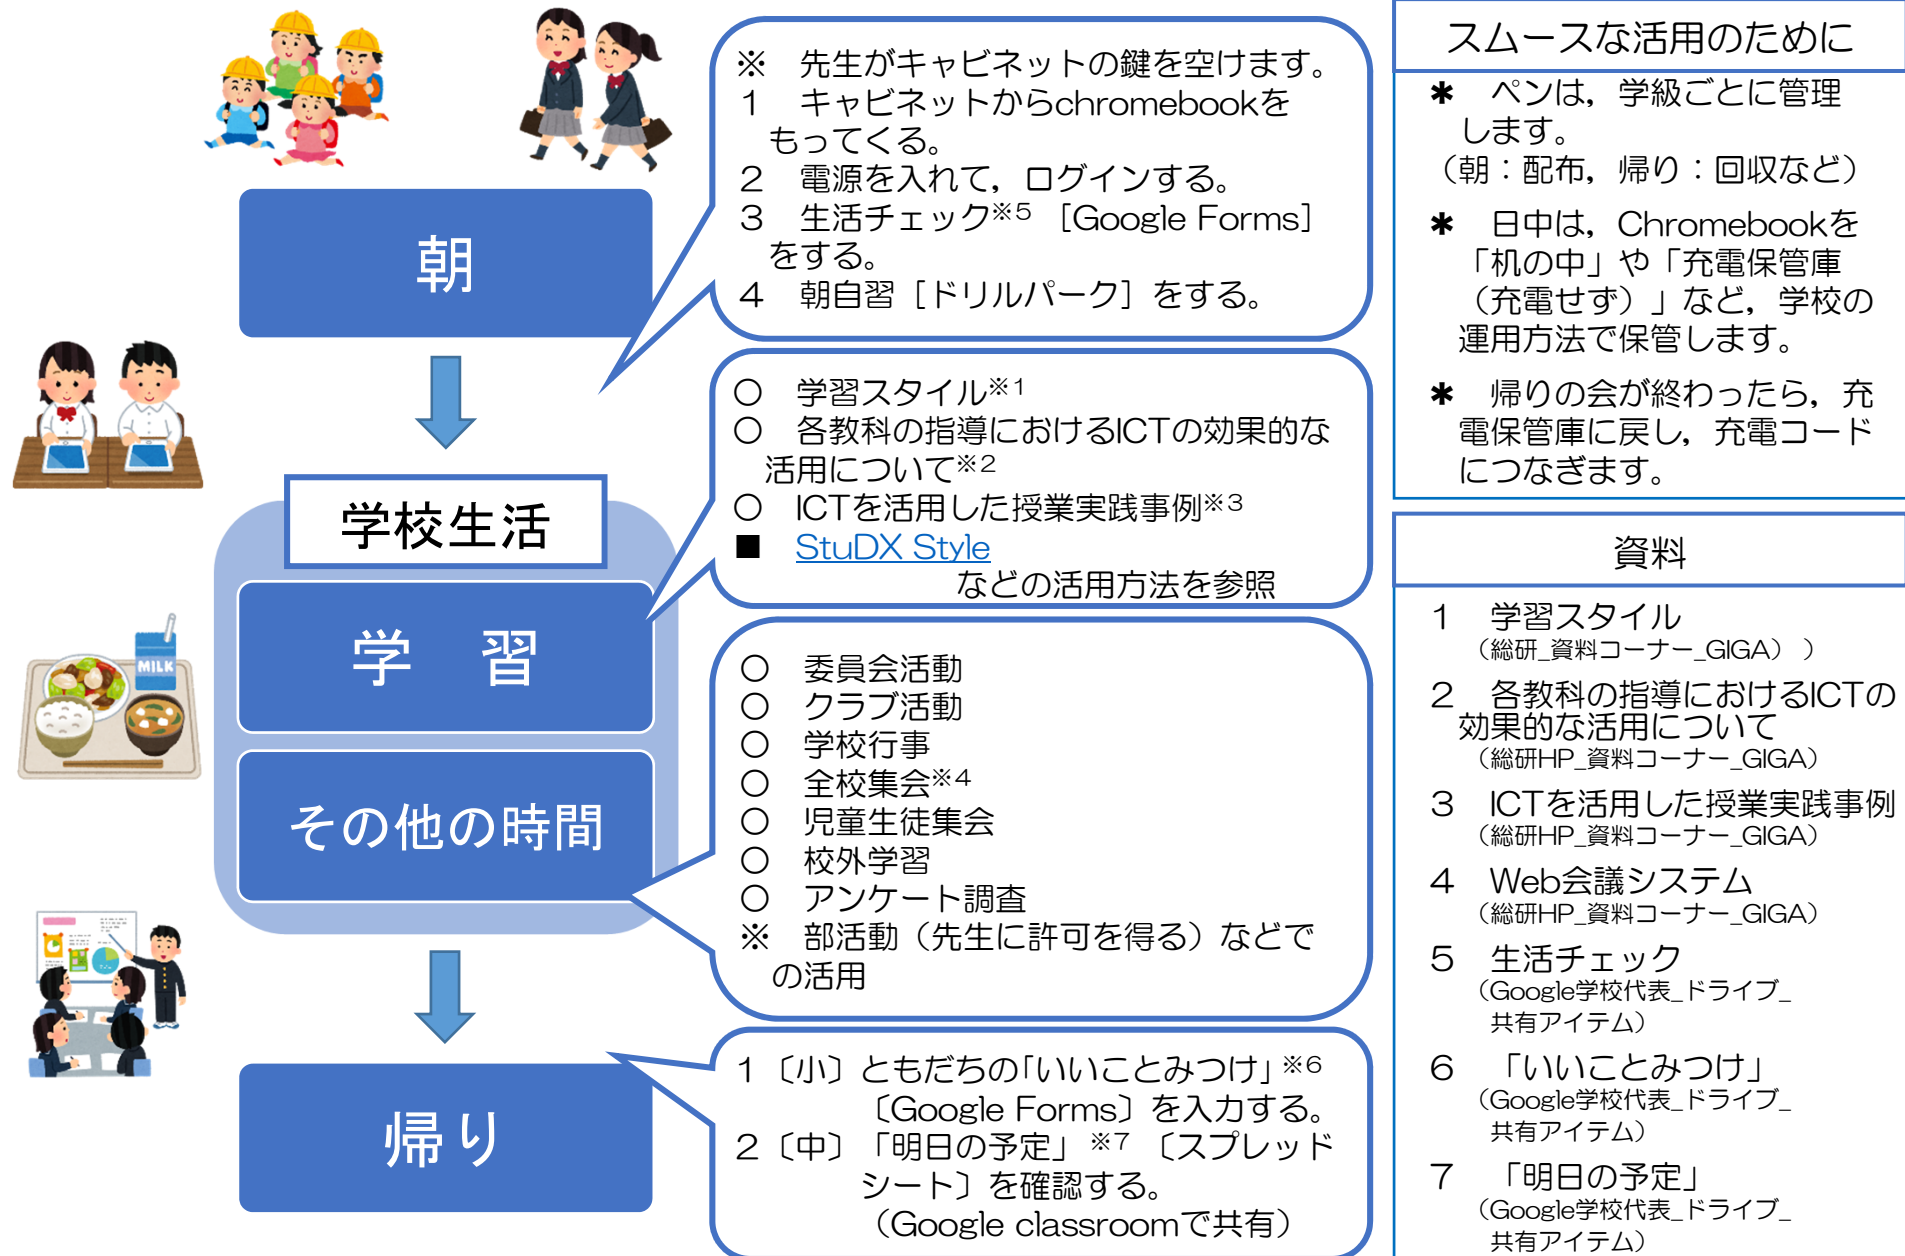 朝
学校生活
学　習
その他の時間
帰り
MILK
※　先生がキャビネットの鍵を空けます。
１　キャビネットからchromebookを
もってくる。
２　電源を入れて，ログインする。
３　生活チェック※5　［Google Forms］
をする。
４　朝自習［ドリルパーク］をする。
○　学習スタイル※1
○　各教科の指導におけるICTの効果的な
活用について※2
○　ICTを活用した授業実践事例※3
■　StuDX Style
などの活用方法を参照
○　委員会活動
○　クラブ活動
○　学校行事
○　全校集会※4
○　児童生徒集会
○　校外学習
○　アンケート調査
※　部活動（先生に許可を得る）などで
の活用
１〔小〕ともだちの「いいことみつけ」※6
〔Google Forms〕を入力する。
２〔中〕「明日の予定」※7　〔スプレッド
シート〕を確認する。
（Google classroomで共有）
スムースな活用のために
＊　ペンは，学級ごとに管理
します。
（朝：配布，帰り：回収など）
＊　日中は，Chromebookを
「机の中」や「充電保管庫
（充電せず）」など，学校の
運用方法で保管します。
＊　帰りの会が終わったら，充
電保管庫に戻し，充電コード
につなぎます。
資料
１　学習スタイル
（総研_資料コーナー_GIGA））
２　各教科の指導におけるICTの
効果的な活用について
（総研HP_資料コーナー_GIGA）
３　ICTを活用した授業実践事例
（総研HP_資料コーナー_GIGA）
４　Web会議システム
（総研HP_資料コーナー_GIGA）
５　生活チェック
（Google学校代表_ドライブ_
共有アイテム）
６　「いいことみつけ」
（Google学校代表_ドライブ_
共有アイテム）
７　「明日の予定」
（Google学校代表_ドライブ_
共有アイテム）